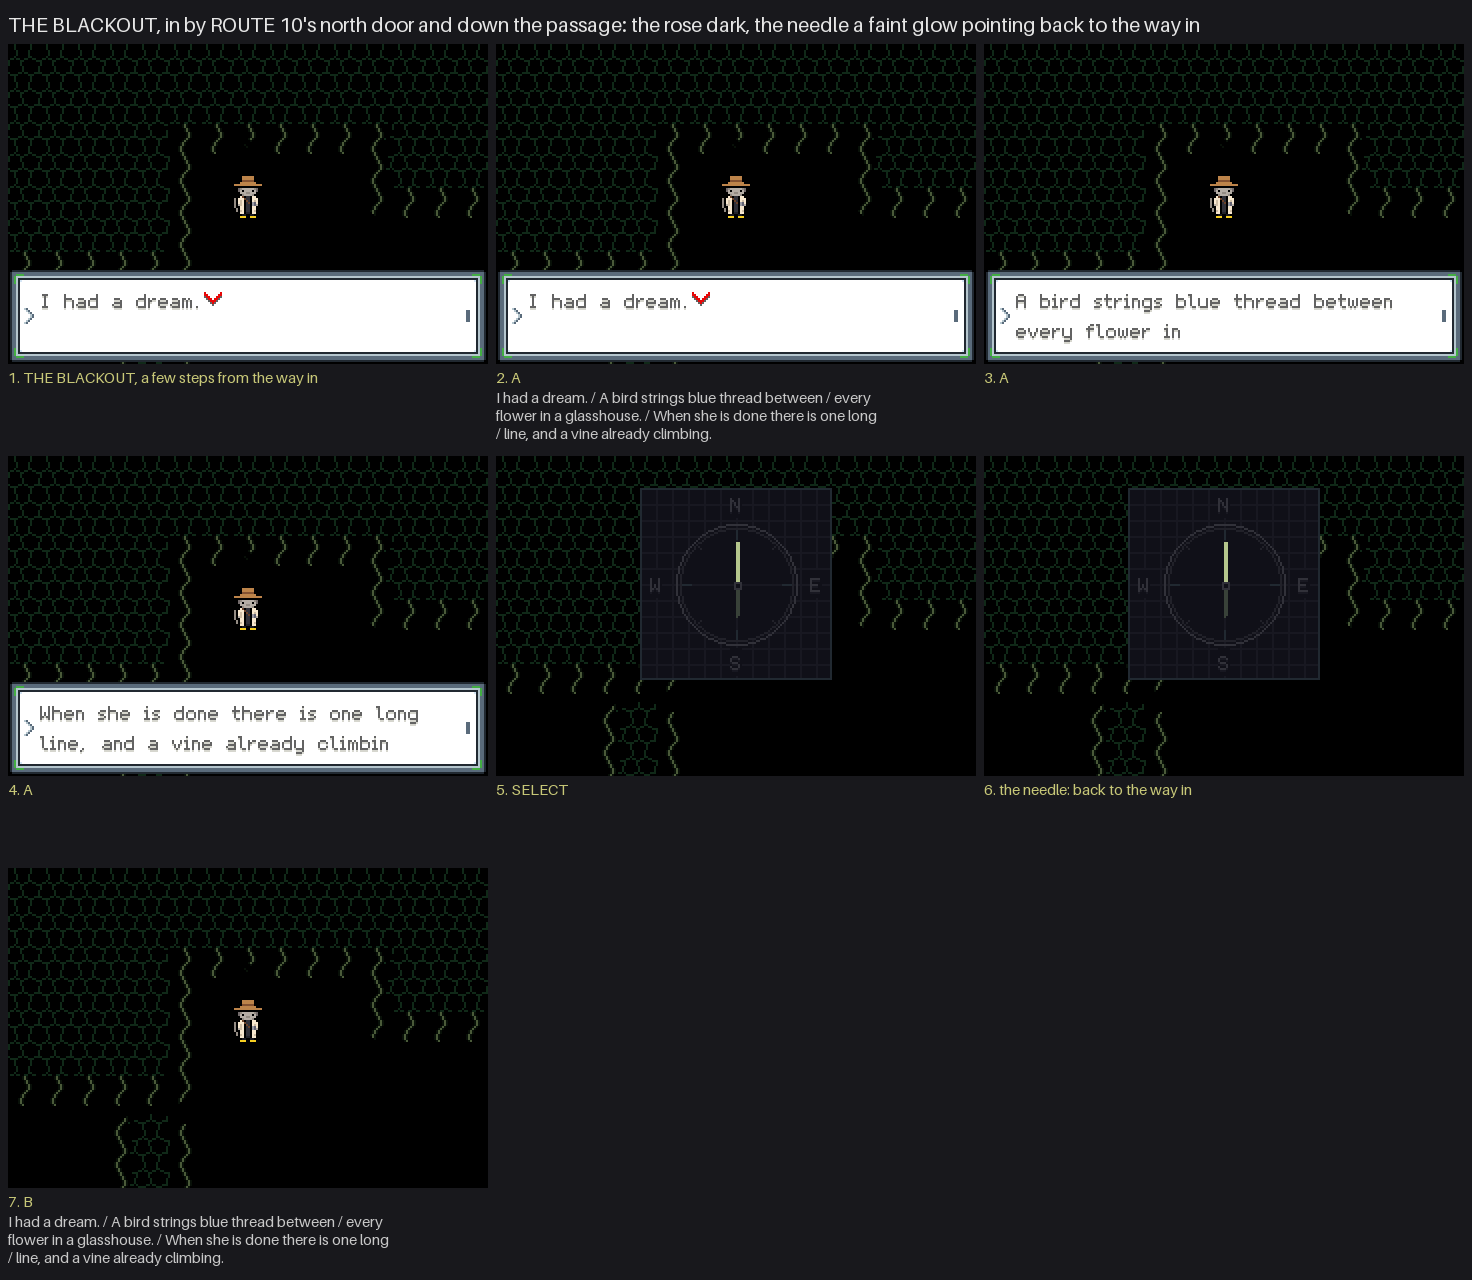 THE BLACKOUT, in by ROUTE 10's north door and down the passage: the rose dark, the needle a faint glow pointing back to the way in
I had a dream.
I had a dream.
A bird strings blue thread between
every flower in
1. THE BLACKOUT, a few steps from the way in
2. A
I had a dream. / A bird strings blue thread between / every
flower in a glasshouse. / When she is done there is one long
/ line, and a vine already climbing.
3. A
When she is done there is one long
line, and a vine already climbin
N
W
E
S
N
W
E
S
4. A
5. SELECT
6. the needle: back to the way in
7. B
I had a dream. / A bird strings blue thread between / every
flower in a glasshouse. / When she is done there is one long
/ line, and a vine already climbing.